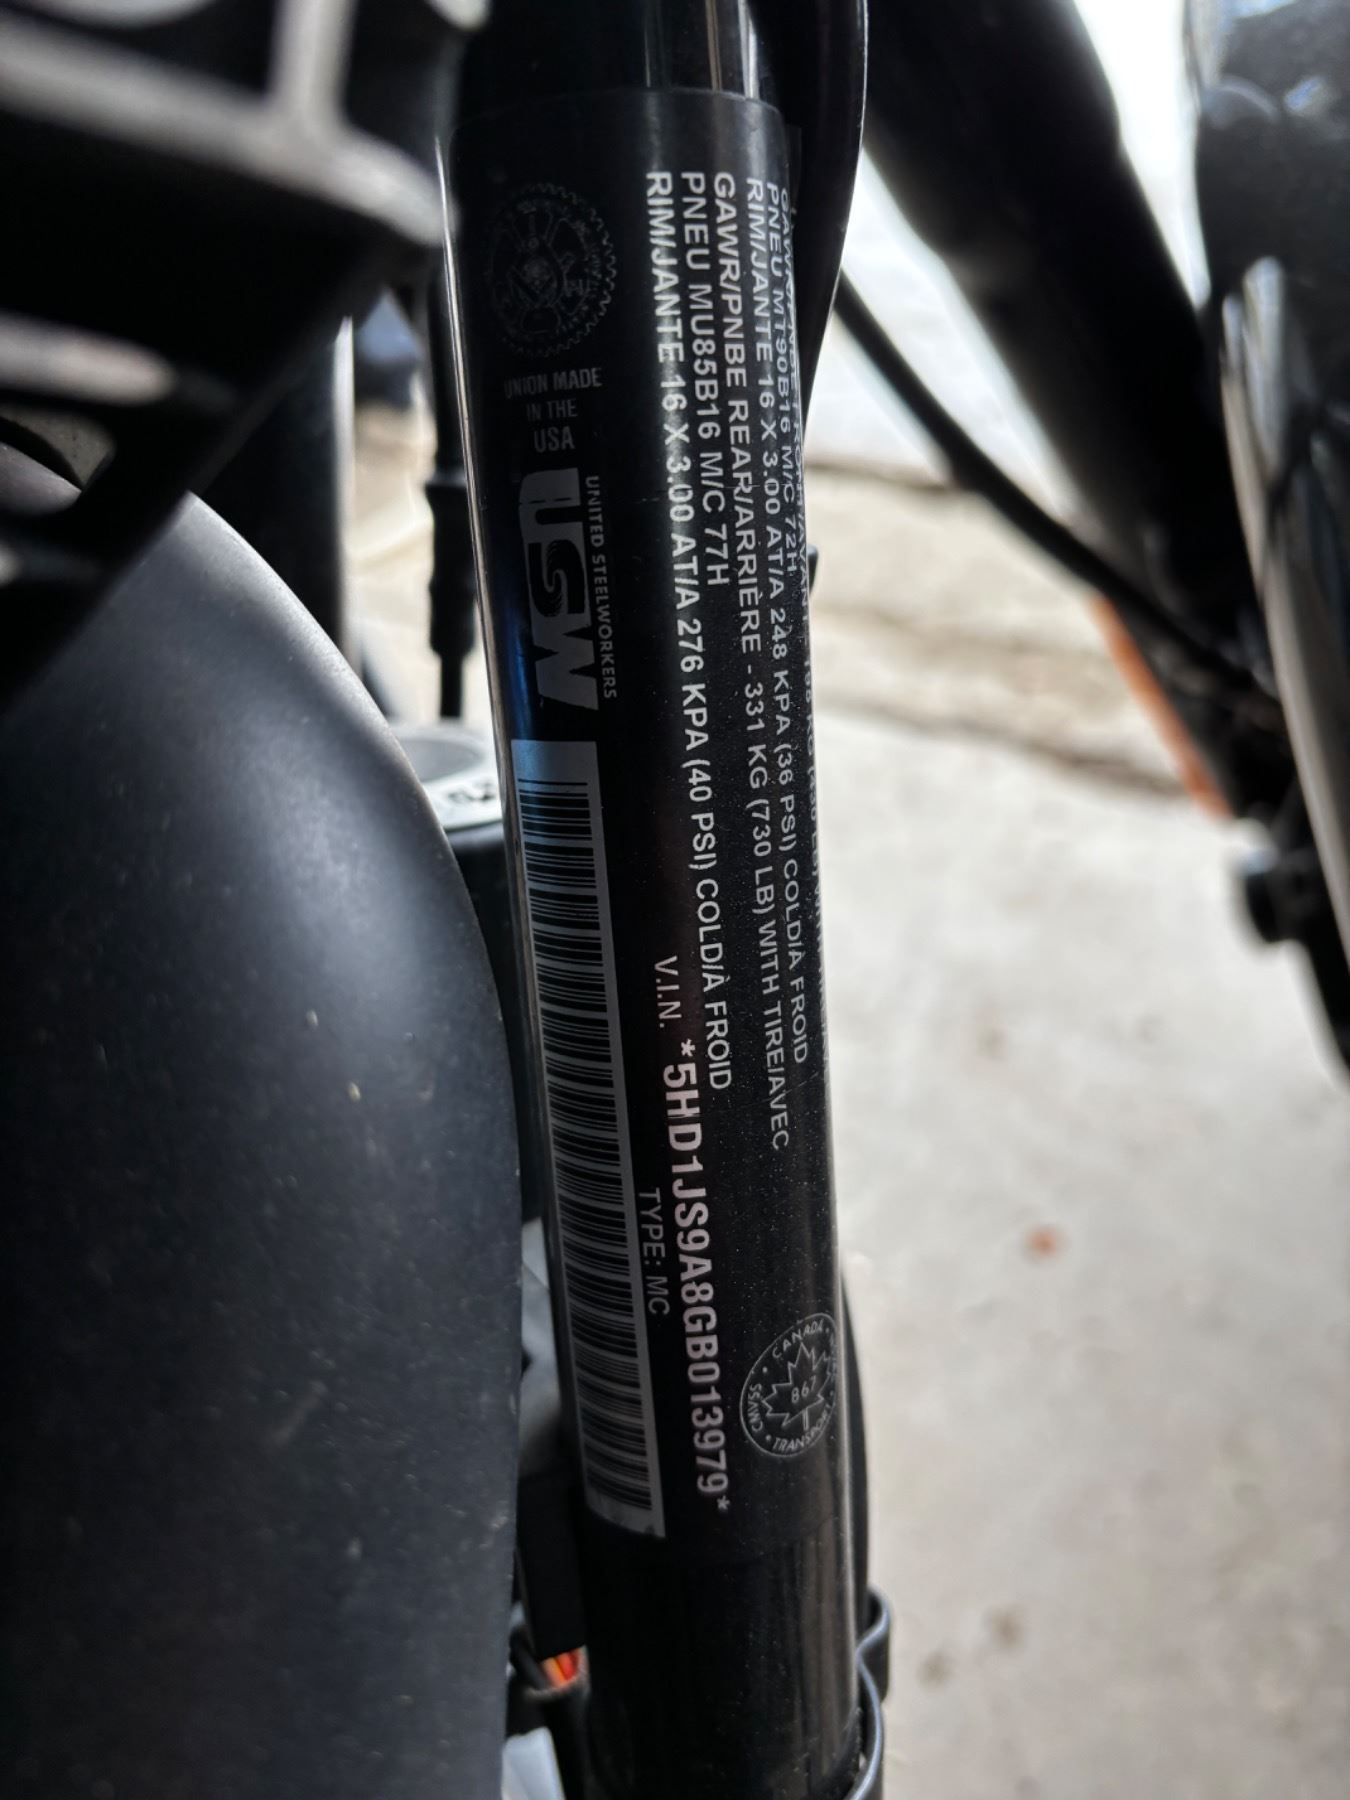 PNEU MT90B16 M/C 72H
RIM/JANTE 16 X 3.00 AT/A 248 KPA (36 PSI) COLD/À FROID
GAWR/PNBE REAR/ARRIÈRE - 331 KG (730 LB) WITH TIRE/AVEC
PNEU MU85B16 M/C 77H
RIM/JANTE 16 X 3.00 AT/A 276 KPA (40 PSI) COLD/À FROID
V.I.N. *5HD1JS9A8GB013979*
TYPE: MC
UNION MADE
IN THE
USA
UNITED STEELWORKERS
USW
CANADA
867
TRANSPORT